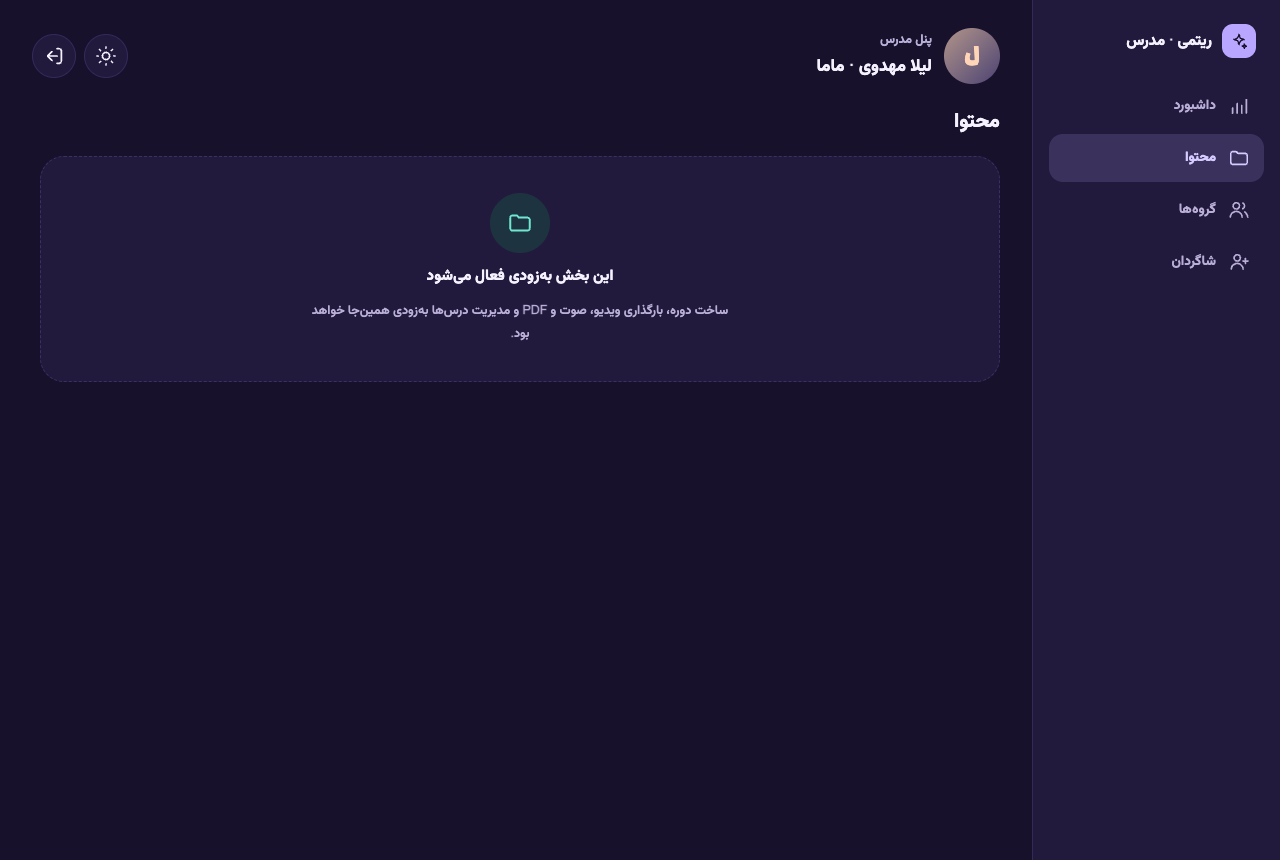 ریتمی · مدرس
داشبورد
محتوا
گروه‌ها
شاگردان
ل
پنل مدرس
لیلا مهدوی · ماما
محتوا
این بخش به‌زودی فعال می‌شود
ساخت دوره، بارگذاری ویدیو، صوت و PDF و مدیریت درس‌ها به‌زودی همین‌جا خواهد
بود.